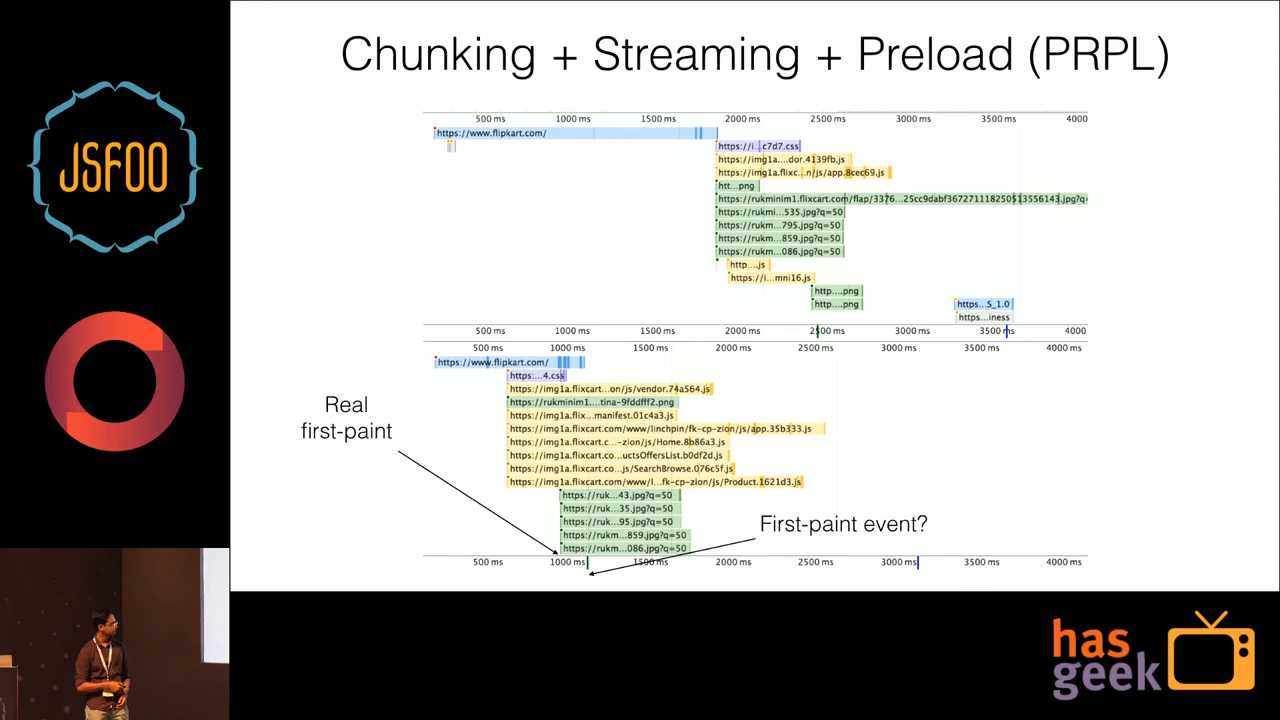 Chunking + Streaming + Preload (PRPL)
JSFOO
500 ms 1000 ms 1500 ms 2000 ms 2500 ms 3000 ms 3500 ms 4000
https://www.flipkart.com/
https://i...c7d7.css
https://img1a....dor.4139fb.js
https://img1a.flixc...n/js/app.8cec69.js
htt...png
https://rukminim1.flixcart.com/flap/3376...25cc9dabf367271118250513556143.jpg?q=
https://rukmi...535.jpg?q=50
https://rukm...795.jpg?q=50
https://rukm...859.jpg?q=50
https://rukm...086.jpg?q=50
http....js
https://i...mni16.js
http....png
http....png https...S_1.0
https...iness
500 ms 1000 ms 1500 ms 2000 ms 2500 ms 3000 ms 3500 ms 4000
500 ms 1000 ms 1500 ms 2000 ms 2500 ms 3000 ms 3500 ms 4000 ms
https://www.flipkart.com/
https:...4.css
https://img1a.flixcart...on/js/vendor.74a564.js
https://rukminim1....tina-9fddfff2.png
https://img1a.flix...manifest.01c4a3.js
https://img1a.flixcart.com/www/linchpin/fk-cp-zion/js/app.35b333.js
https://img1a.flixcart.c...-zion/js/Home.8b86a3.js
https://img1a.flixcart.co...uctsOffersList.b0df2d.js
https://img1a.flixcart.co...js/SearchBrowse.076c5f.js
https://img1a.flixcart.com/www/l...fk-cp-zion/js/Product.1621d3.js
https://ruk...43.jpg?q=50
https://ruk...35.jpg?q=50
https://ruk...95.jpg?q=50
https://rukm...859.jpg?q=50
https://rukm...086.jpg?q=50
500 ms 1000 ms 1500 ms 2000 ms 2500 ms 3000 ms 3500 ms 4000 ms
Real
first-paint
First-paint event?
has
geek